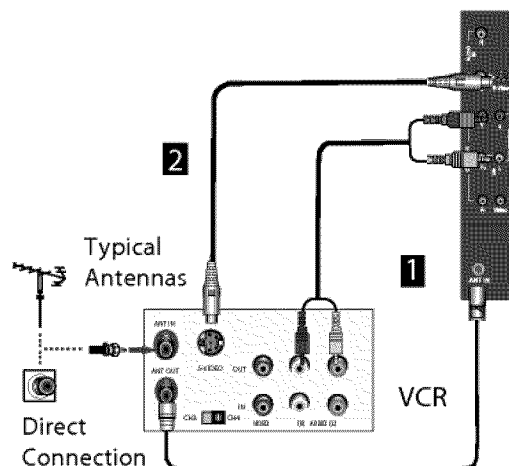 2
Typical
Antennas
1
ANT IN
ANT IN
S-VIDEO
ANT OUT
OUT
IN
CH3 CH4
VIDEO (R) AUDIO (L)
VCR
Direct
Connection